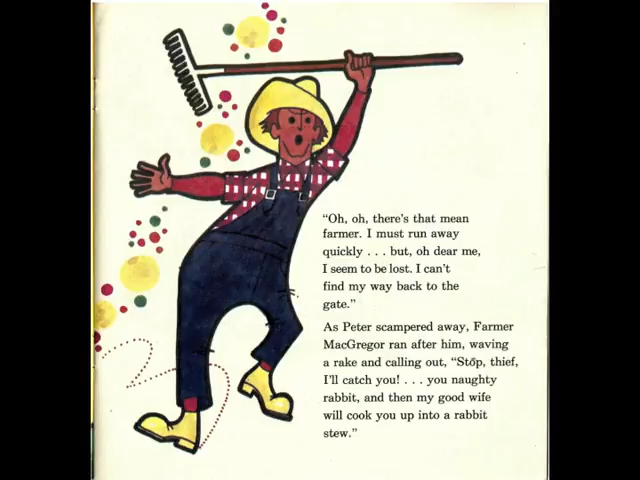 “Oh, oh, there's that mean
farmer. I must run away
quickly . . . but, oh dear me,
I seem to be lost. I can't
find my way back to the
gate.”
As Peter scampered away, Farmer
MacGregor ran after him, waving
a rake and calling out, “Stop, thief,
I'll catch you! . . . you naughty
rabbit, and then my good wife
will cook you up into a rabbit
stew.”